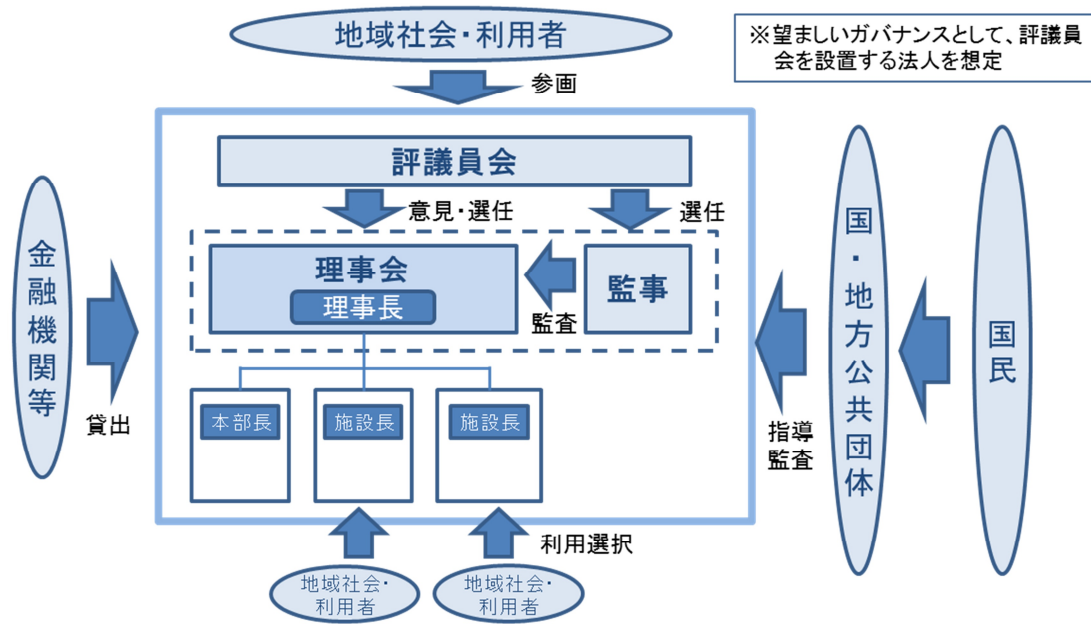 地域社会・利用者
※望ましいガバナンスとして、評議員
会を設置する法人を想定
参画
評議員会
意見・選任
選任
理事会
理事長
監査
監事
金融機関等
貸出
本部長
施設長
施設長
指導
監査
国・地方公共団体
国民
利用選択
地域社会・
利用者
地域社会・
利用者